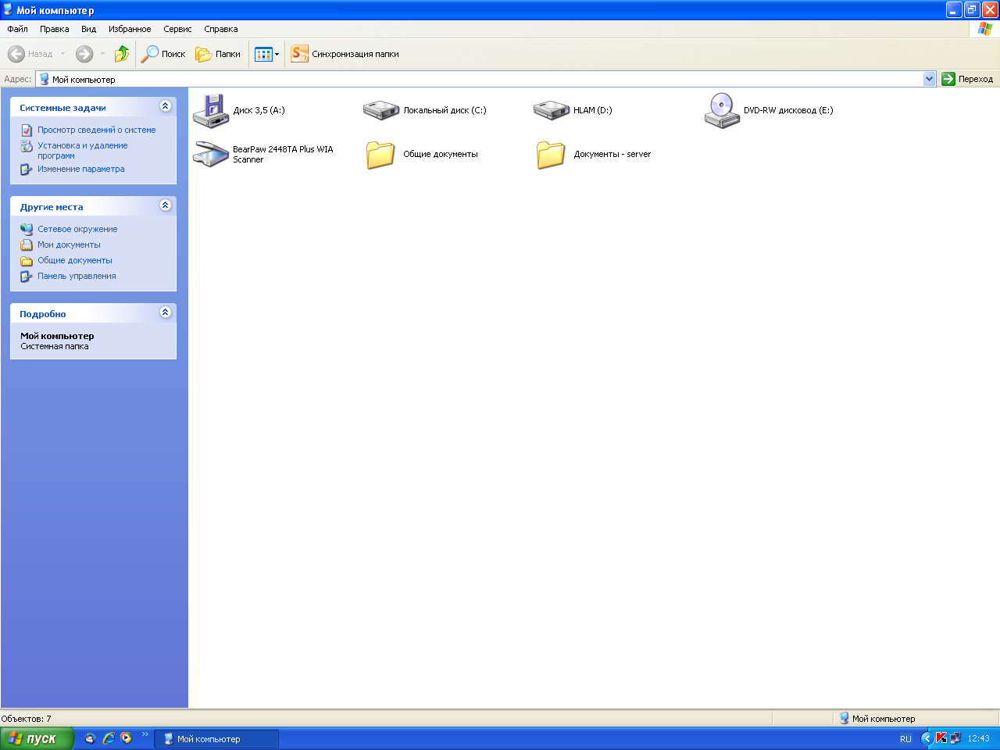 Мой компьютер
Файл Правка Вид Избранное Сервис Справка
Назад Поиск Папки Синхронизация папки
Адрес: Мой компьютер Переход
Системные задачи
Просмотр сведений о системе
Установка и удаление
программ
Изменение параметра
Другие места
Сетевое окружение
Мои документы
Общие документы
Панель управления
Подробно
Мой компьютер
Системная папка
Диск 3,5 (A:) Локальный диск (C:) HLAM (D:) DVD-RW дисковод (E:)
BearPaw 2448TA Plus WIA
Scanner
Общие документы Документы - server
Объектов: 7 Мой компьютер
пуск Мой компьютер RU 12:43